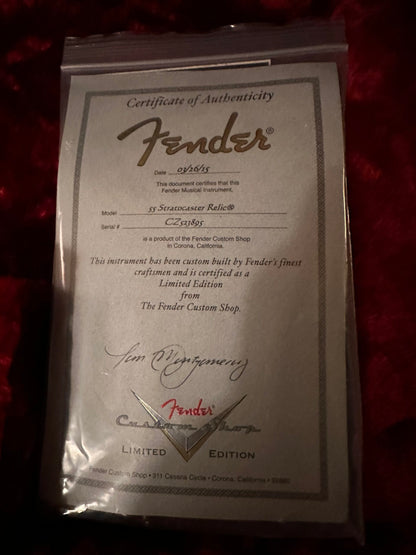 Certificate of Authenticity
Fender®
Date 03/26/15
This document certifies that this
Fender Musical Instrument,
Model 55 Stratocaster Relic®
Serial # CZ523895
is a product of the Fender Custom Shop
in Corona, California.
This instrument has been custom built by Fender's finest
craftsmen and is certified as a
Limited Edition
from
The Fender Custom Shop.
Fender®
Custom Shop
LIMITED EDITION
Fender Custom Shop • 311 Cessna Circle • Corona, California •